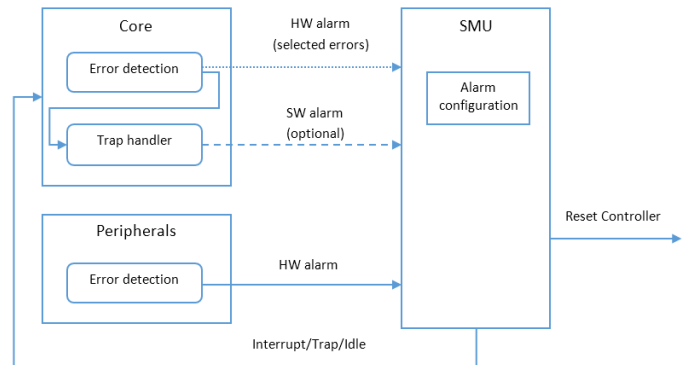 Core
Error detection
Trap handler
HW alarm
(selected errors)
SW alarm
(optional)
SMU
Alarm
configuration
Reset Controller
Peripherals
Error detection
HW alarm
Interrupt/Trap/Idle